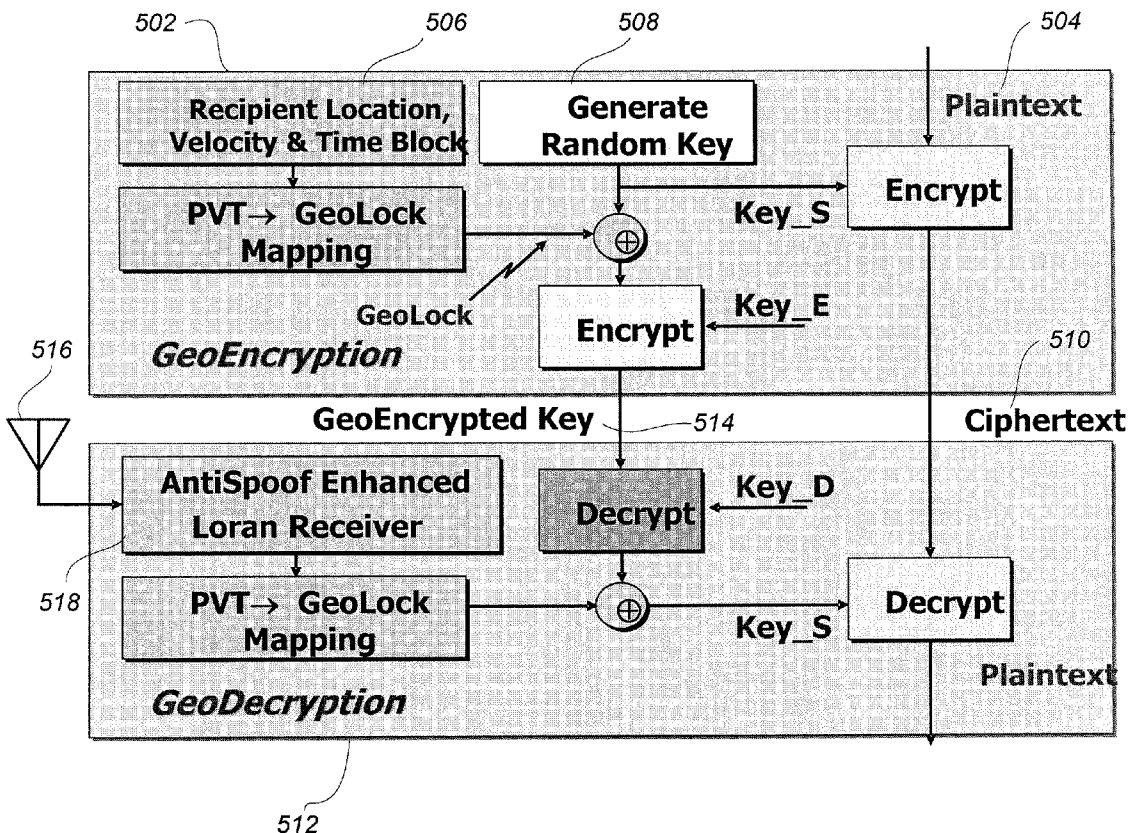 502
506
508
504
Recipient Location,
Velocity & Time Block
Generate
Random Key
Plaintext
PVT→ GeoLock
Mapping
Key_S
Encrypt
⊕
GeoLock
Encrypt
Key_E
GeoEncryption
510
516
GeoEncrypted Key
514
Ciphertext
AntiSpoof Enhanced
Loran Receiver
Decrypt
Key_D
518
PVT→ GeoLock
Mapping
⊕
Key_S
Decrypt
Plaintext
GeoDecryption
512